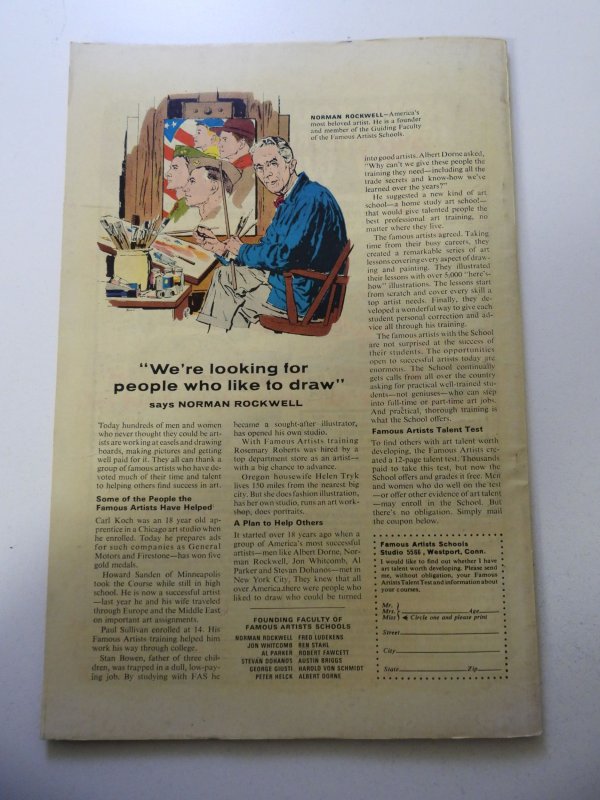 NORMAN ROCKWELL—America's
most beloved artist. He is a founder
and member of the Guiding Faculty
of the Famous Artists Schools.
"We're looking for
people who like to draw"
says NORMAN ROCKWELL
Today hundreds of men and women
who never thought they could be art-
ists are working at easels and drawing
boards, making pictures and getting
well paid for it. They all can thank a
group of famous artists who have de-
voted much of their time and talent
to helping others find success in art.
Some of the People the
Famous Artists Have Helped
Carl Koch was an 18 year old ap-
prentice in a Chicago art studio when
he enrolled. Today he prepares ads
for such companies as General
Motors and Firestone—has won five
gold medals.
Howard Sanden of Minneapolis
took the Course while still in high
school. He is now a successful artist
—last year he and his wife traveled
through Europe and the Middle East
on important art assignments.
Paul Sullivan enrolled at 14. His
Famous Artists training helped him
work his way through college.
Stan Bowen, father of three chil-
dren, was trapped in a dull, low-pay-
ing job. By studying with FAS he
became a sought-after illustrator,
has opened his own studio.
With Famous Artists training
Rosemary Roberts was hired by a
top department store as an artist—
with a big chance to advance.
Oregon housewife Helen Tryk
lives 150 miles from the nearest big
city. But she does fashion illustration,
has her own studio, runs an art work-
shop, does portraits.
A Plan to Help Others
It started over 18 years ago when a
group of America's most successful
artists—men like Albert Dorne, Nor-
man Rockwell, Jon Whitcomb, Al
Parker and Stevan Dohanos—met in
New York City. They knew that all
over America there were people who
liked to draw who could be turned
FOUNDING FACULTY OF
FAMOUS ARTISTS SCHOOLS
NORMAN ROCKWELL FRED LUDEKENS
JON WHITCOMB BEN STAHL
AL PARKER ROBERT FAWCETT
STEVAN DOHANOS AUSTIN BRIGGS
GEORGE GIUSTI HAROLD VON SCHMIDT
PETER HELCK ALBERT DORNE
into good artists. Albert Dorne asked,
"Why can't we give these people the
training they need—including all the
trade secrets and know-how we've
learned over the years?"
He suggested a new kind of art
school—a home study art school—
that would give talented people the
best professional art training, no
matter where they live.
The famous artists agreed. Taking
time from their busy careers, they
created a remarkable series of art
lessons covering every aspect of draw-
ing and painting. They illustrated
their lessons with over 5,000 "here's-
how" illustrations. The lessons start
from scratch and cover every skill a
top artist needs. Finally, they de-
veloped a wonderful way to give each
student personal correction and ad-
vice all through his training.
The famous artists with the School
are not surprised at the success of
their students. The opportunities
open to successful artists today are
enormous. The School continually
gets calls from all over the country
asking for practical well-trained stu-
dents—not geniuses—who can step
into full-time or part-time art jobs.
And practical, thorough training is
what the School offers.
Famous Artists Talent Test
To find others with art talent worth
developing, the Famous Artists cre-
ated a 12-page talent test. Thousands
paid to take this test, but now the
School offers and grades it free. Men
and women who do well on the test
—or offer other evidence of art talent
—may enroll in the School. But
there's no obligation. Simply mail
the coupon below.
Famous Artists Schools
Studio 5566, Westport, Conn.
I would like to find out whether I have
art talent worth developing. Please send
me, without obligation, your Famous
Artists Talent Test and information about
your courses.
Mr.
Mrs. Age
Miss Circle one and please print
Street
City
State Zip